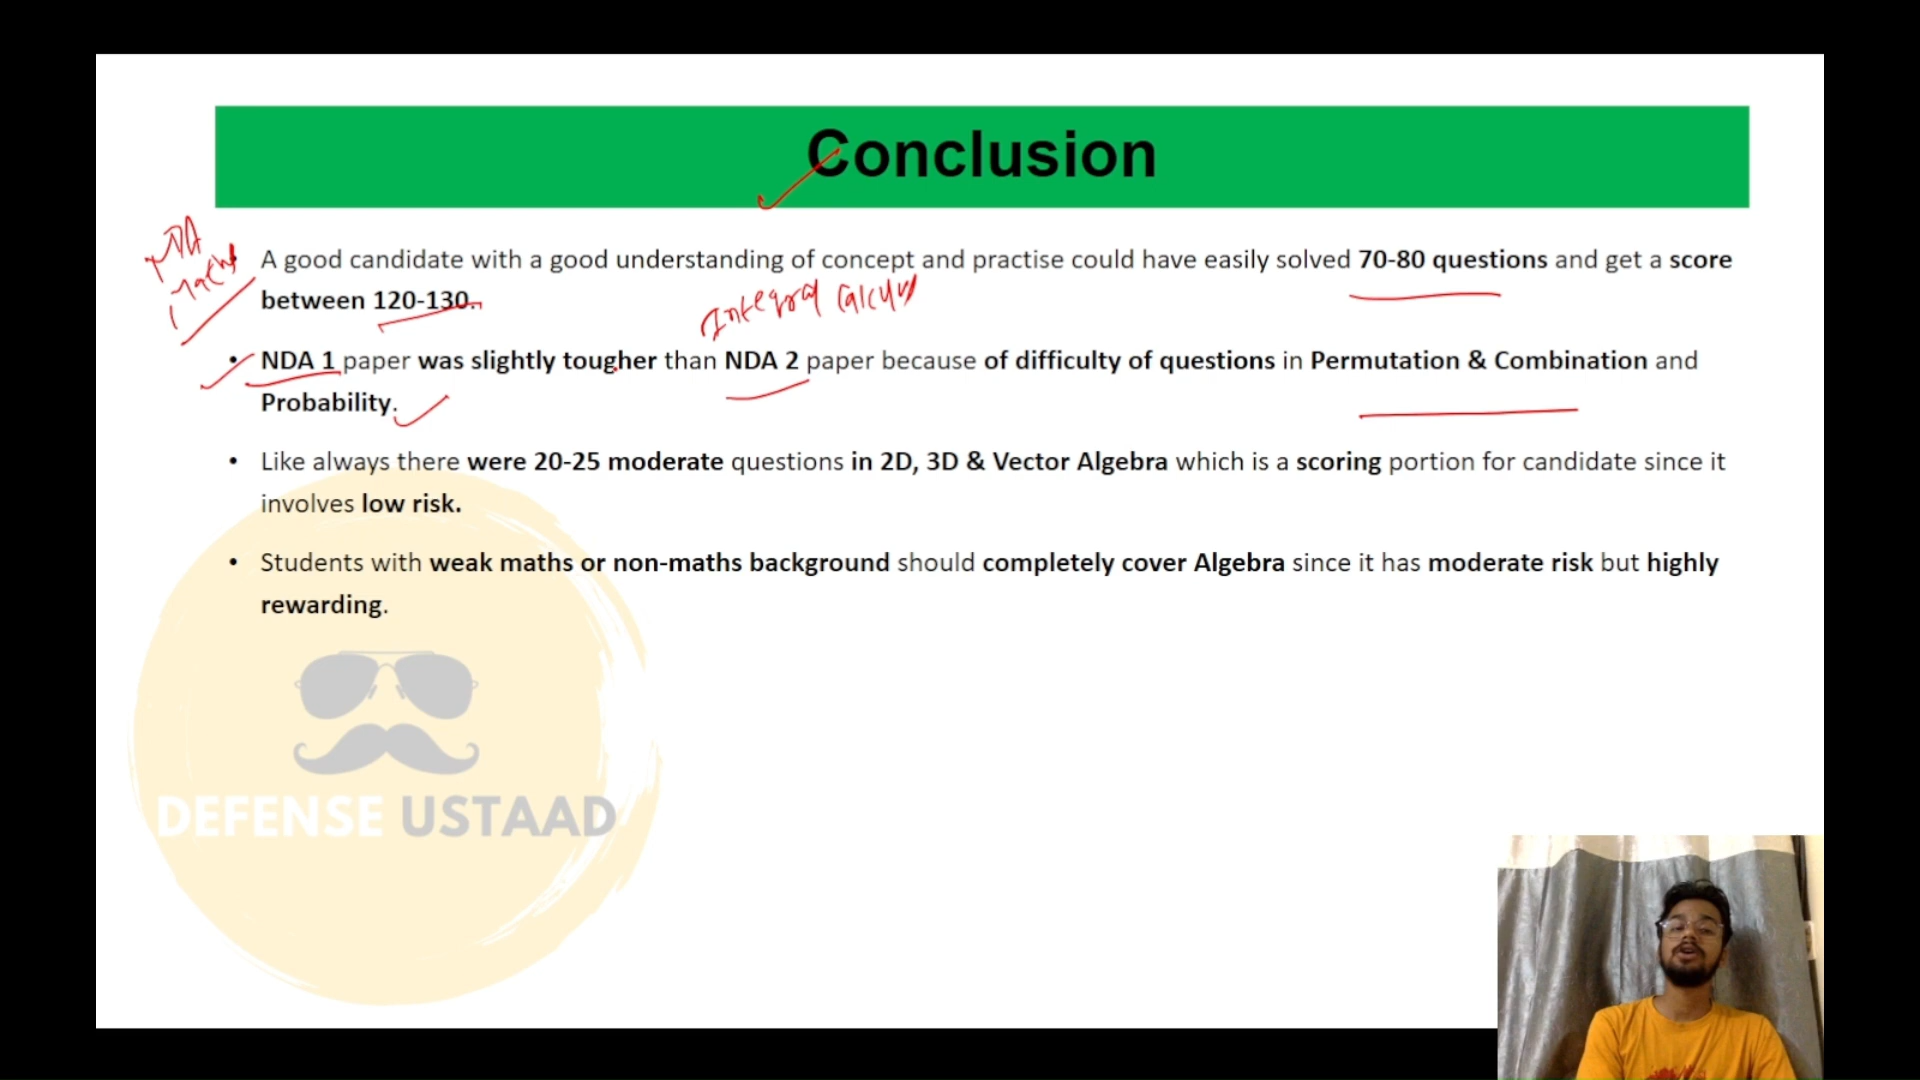 Conclusion
NDA
Maths
A good candidate with a good understanding of concept and practise could have easily solved 70-80 questions and get a score
between 120-130.
Integral Calculus
• NDA 1 paper was slightly tougher than NDA 2 paper because of difficulty of questions in Permutation & Combination and
Probability.
• Like always there were 20-25 moderate questions in 2D, 3D & Vector Algebra which is a scoring portion for candidate since it
involves low risk.
• Students with weak maths or non-maths background should completely cover Algebra since it has moderate risk but highly
rewarding.
DEFENSE USTAAD